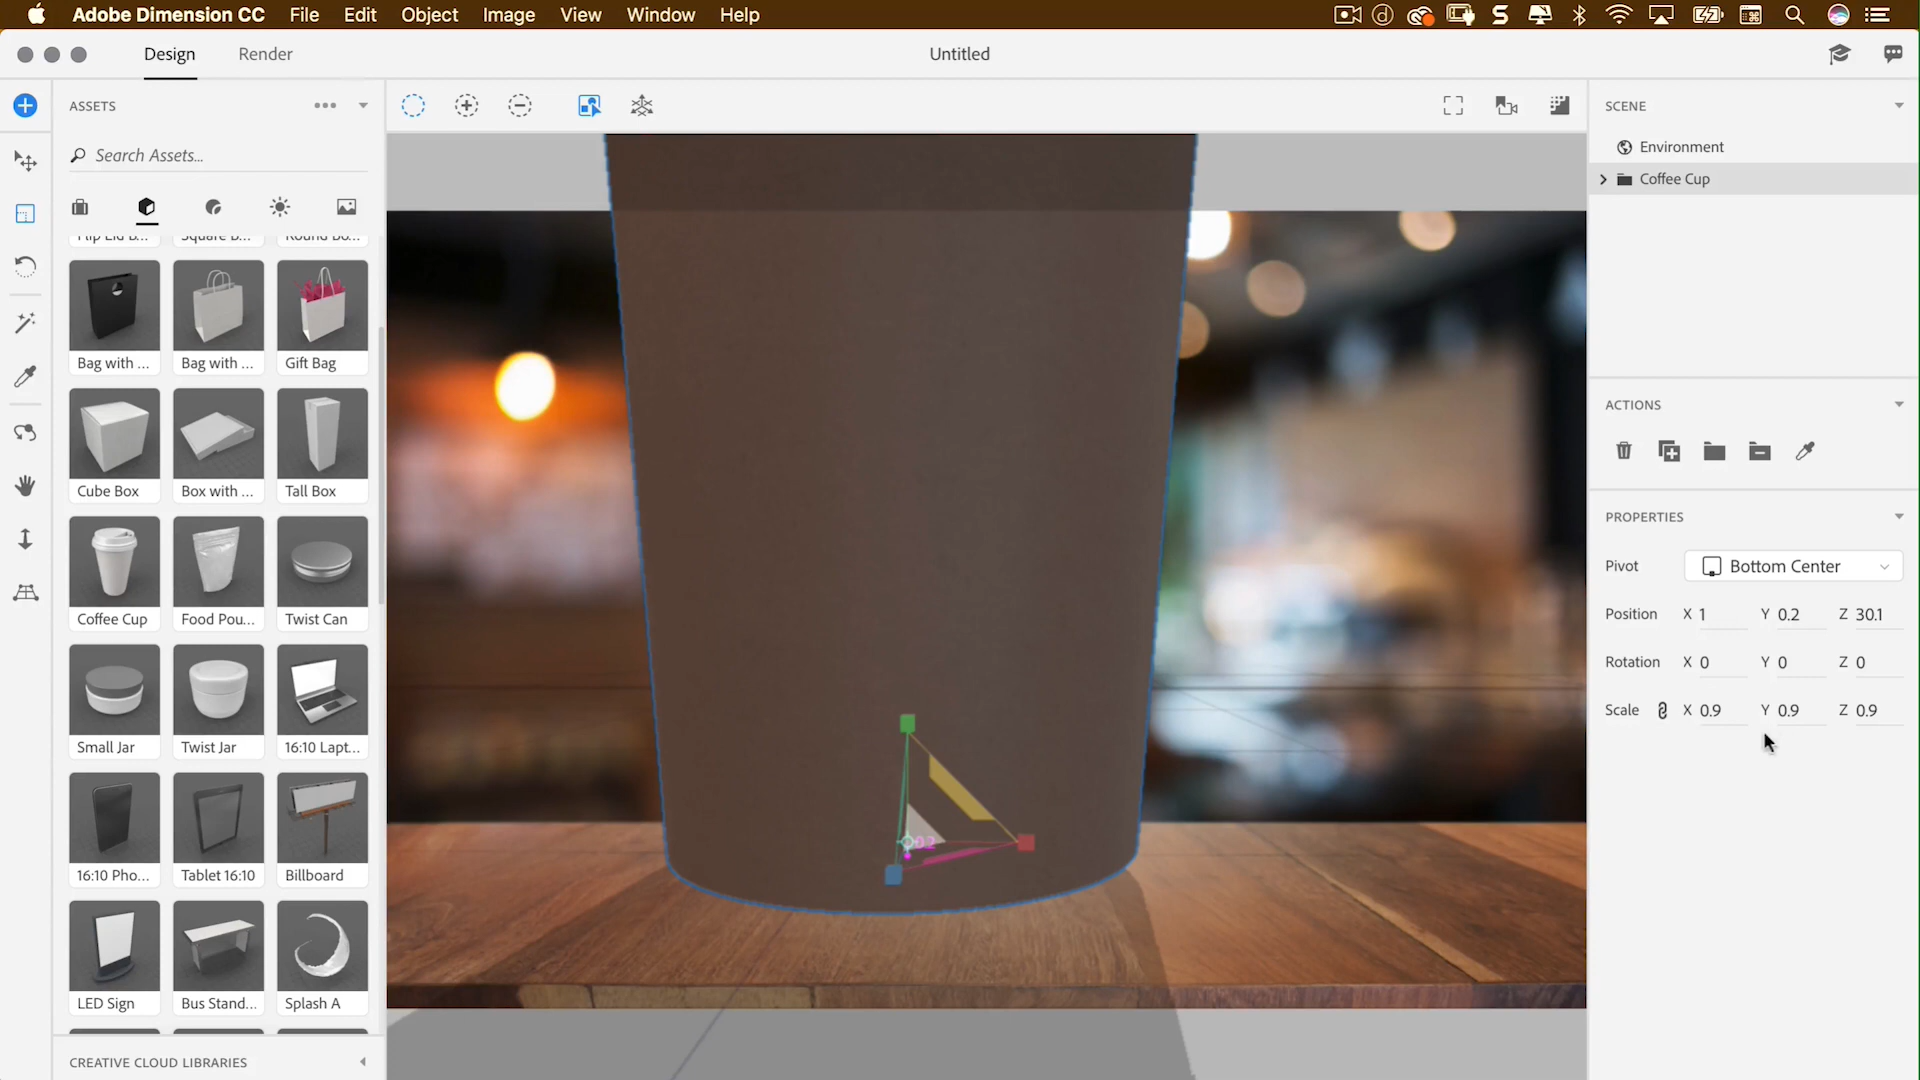 Adobe Dimension CC File Edit Object Image View Window Help
Design Render Untitled
ASSETS
Search Assets...
Bag with ... Bag with ... Gift Bag
Cube Box Box with ... Tall Box
Coffee Cup Food Pou... Twist Can
Small Jar Twist Jar 16:10 Lapt...
16:10 Pho... Tablet 16:10 Billboard
LED Sign Bus Stand... Splash A
CREATIVE CLOUD LIBRARIES
SCENE
Environment
Coffee Cup
ACTIONS
PROPERTIES
Pivot Bottom Center
Position X 1 Y 0.2 Z 30.1
Rotation X 0 Y 0 Z 0
Scale X 0.9 Y 0.9 Z 0.9